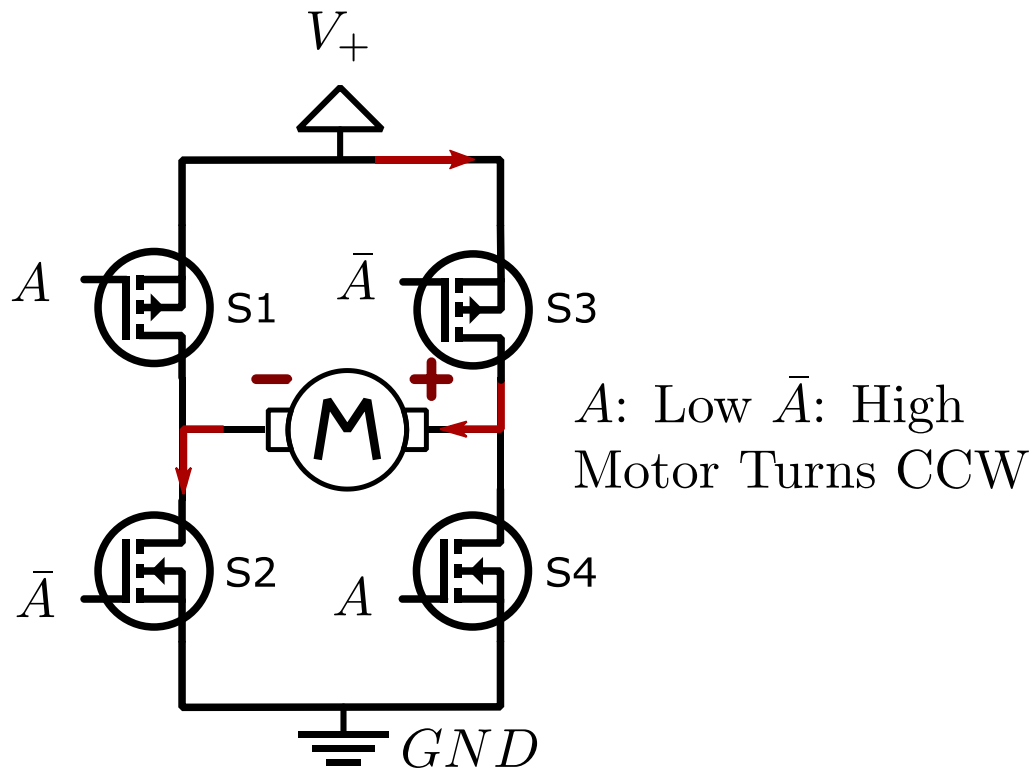 V₊
A
S1
Ā
S3
− +
M
A: Low Ā: High
Motor Turns CCW
Ā
S2
A
S4
GND